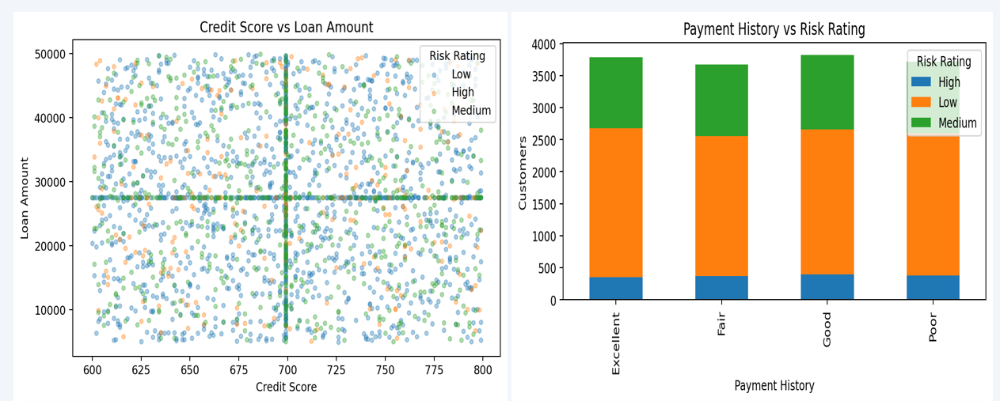 Credit Score vs Loan Amount
Loan Amount
50000
40000
30000
20000
10000
Risk Rating
Low
High
Medium
600
625
650
675
700
725
750
775
800
Credit Score
Payment History vs Risk Rating
Customers
4000
3500
3000
2500
2000
1500
1000
500
0
Risk Rating
High
Low
Medium
Excellent
Fair
Good
Poor
Payment History